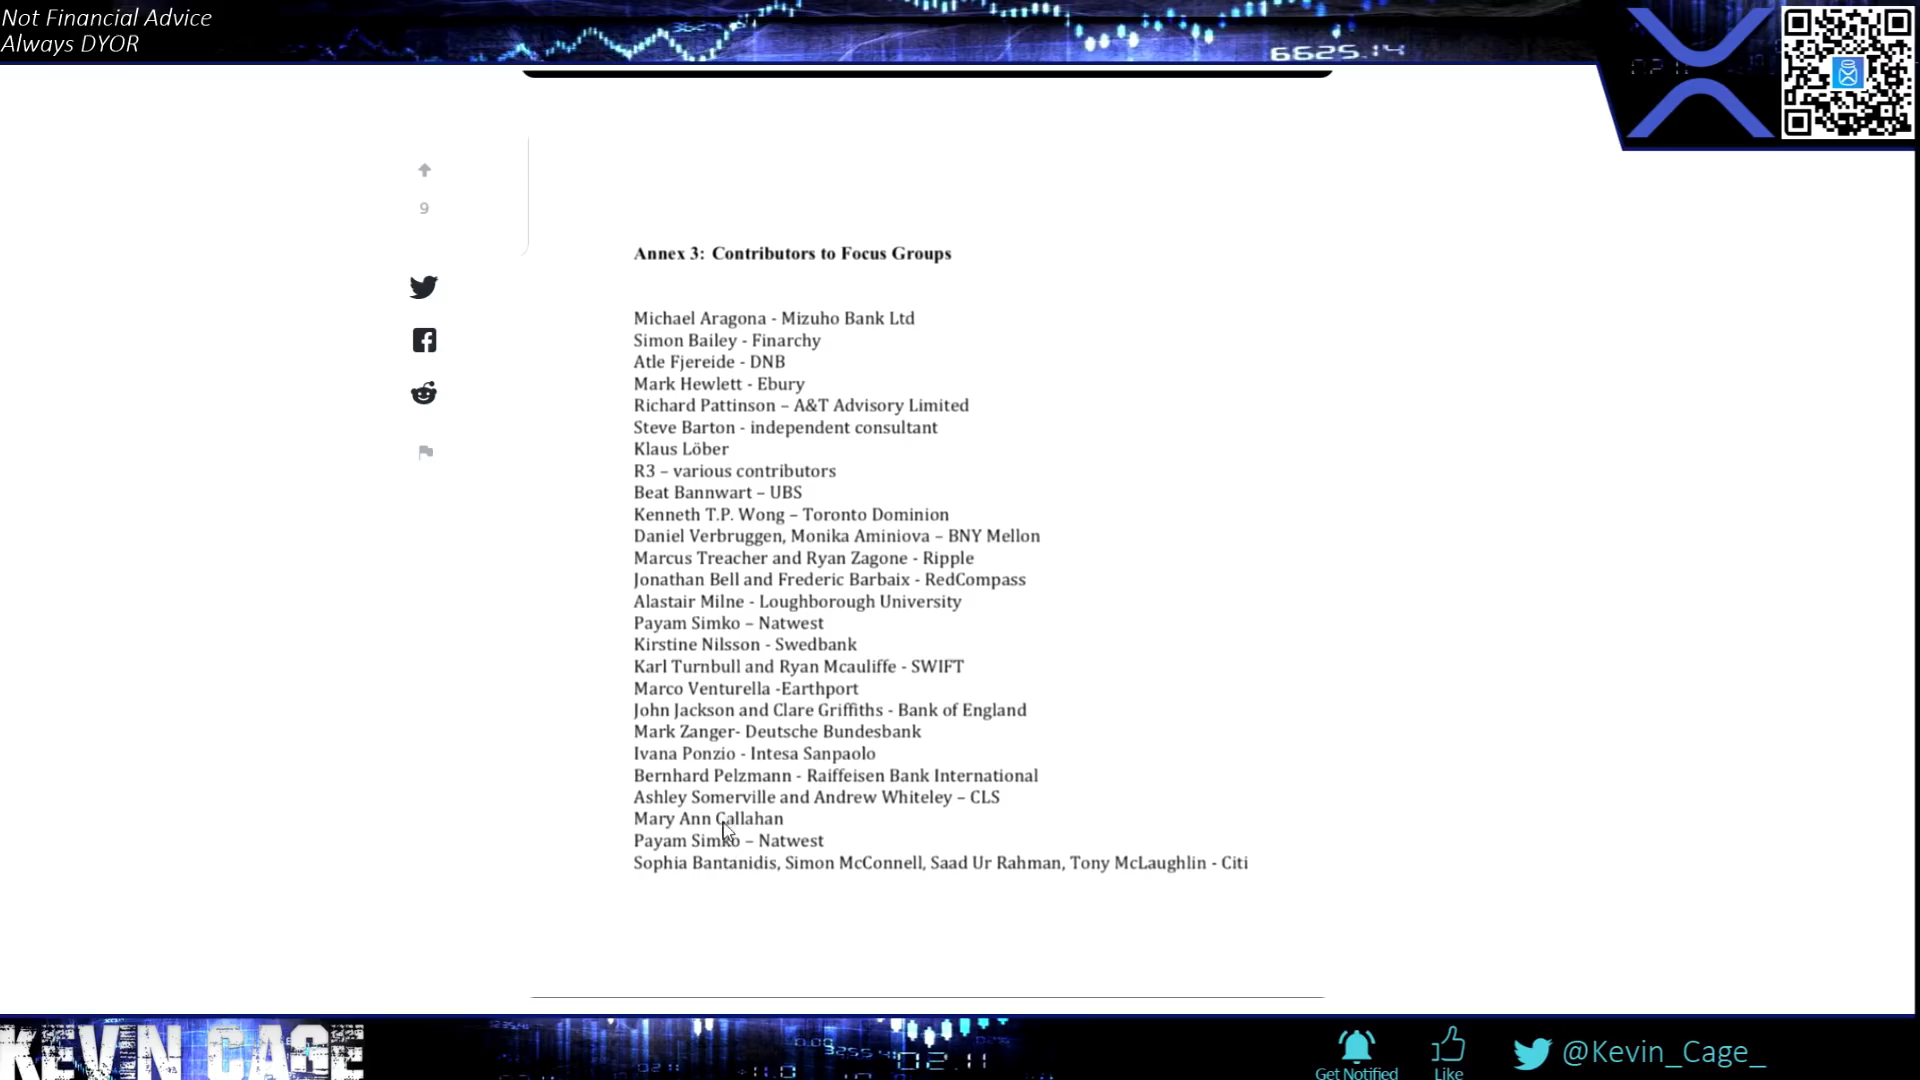 Not Financial Advice
Always DYOR
6625.14
9
Annex 3: Contributors to Focus Groups
Michael Aragona - Mizuho Bank Ltd
Simon Bailey - Finarchy
Atle Fjereide - DNB
Mark Hewlett - Ebury
Richard Pattinson – A&T Advisory Limited
Steve Barton - independent consultant
Klaus Löber
R3 – various contributors
Beat Bannwart – UBS
Kenneth T.P. Wong – Toronto Dominion
Daniel Verbruggen, Monika Aminiova – BNY Mellon
Marcus Treacher and Ryan Zagone - Ripple
Jonathan Bell and Frederic Barbaix - RedCompass
Alastair Milne - Loughborough University
Payam Simko – Natwest
Kirstine Nilsson - Swedbank
Karl Turnbull and Ryan Mcauliffe - SWIFT
Marco Venturella -Earthport
John Jackson and Clare Griffiths - Bank of England
Mark Zanger- Deutsche Bundesbank
Ivana Ponzio - Intesa Sanpaolo
Bernhard Pelzmann - Raiffeisen Bank International
Ashley Somerville and Andrew Whiteley – CLS
Mary Ann Callahan
Payam Simko – Natwest
Sophia Bantanidis, Simon McConnell, Saad Ur Rahman, Tony McLaughlin - Citi
KEVIN CAGE
02.11
Get Notified
Like
@Kevin_Cage_